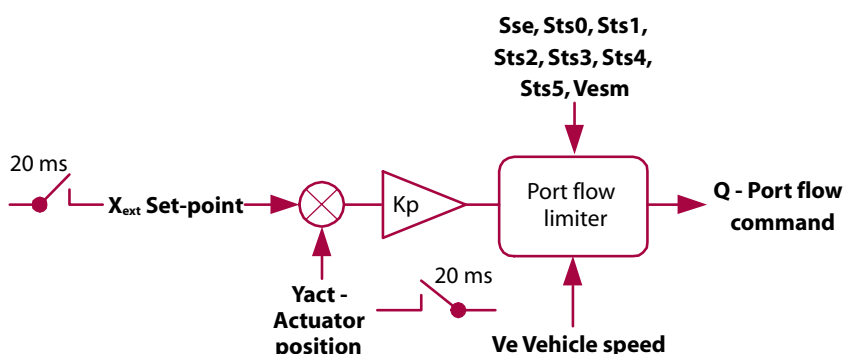 Sse, Sts0, Sts1,
Sts2, Sts3, Sts4,
Sts5, Vesm
20 ms
Xext Set-point
Kp
Port flow
limiter
Q - Port flow
command
20 ms
Yact -
Actuator
position
Ve Vehicle speed